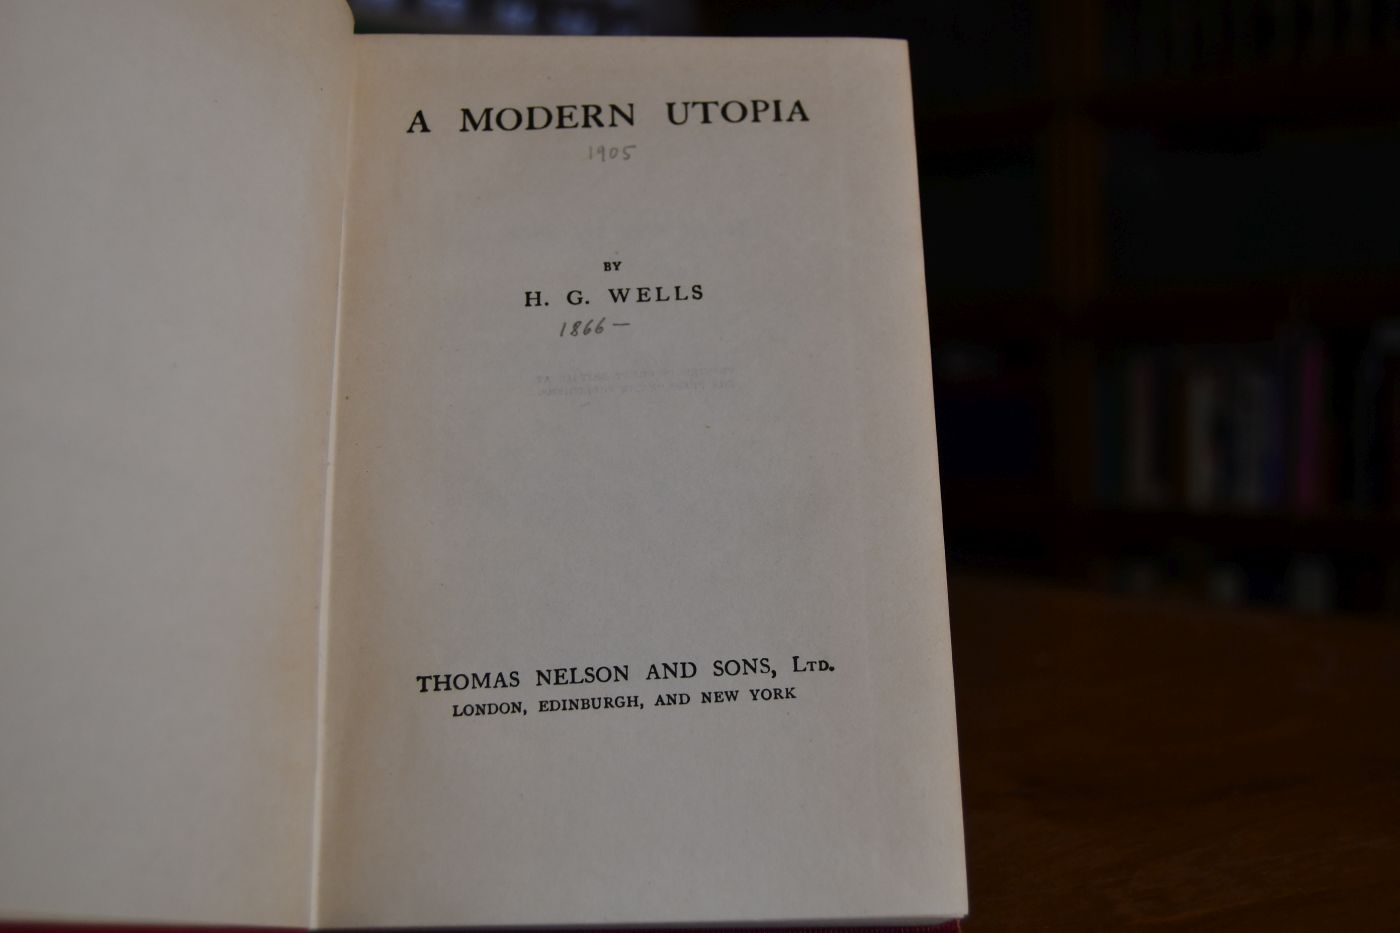 A MODERN UTOPIA
1905
BY
H. G. WELLS
1866 —
THOMAS NELSON AND SONS, LTD.
LONDON, EDINBURGH, AND NEW YORK